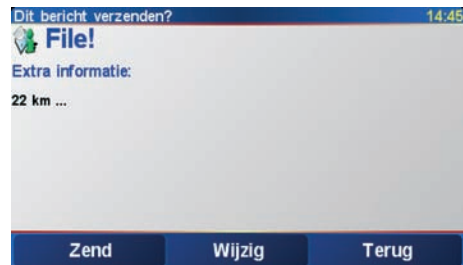 Dit bericht verzenden? 14:45
File!
Extra informatie:
22 km ...
Zend Wijzig Terug